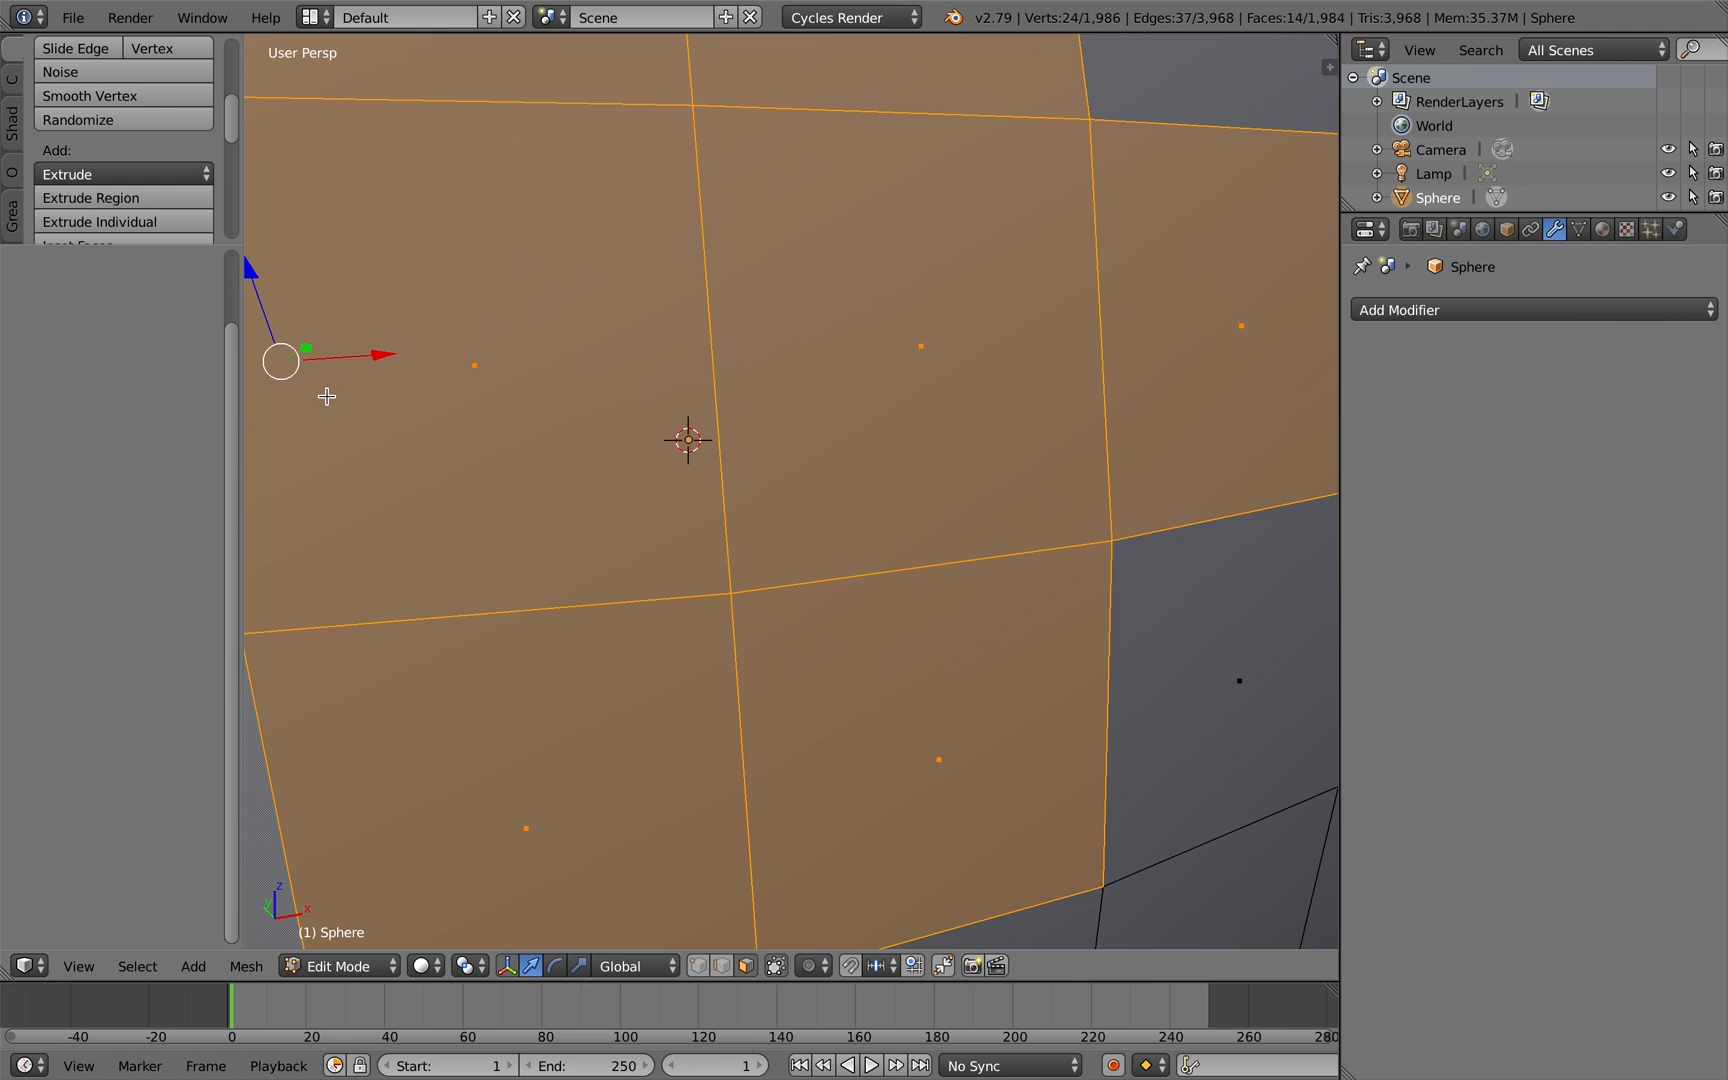 File Render Window Help Default Scene Cycles Render v2.79 | Verts:24/1,986 | Edges:37/3,968 | Faces:14/1,984 | Tris:3,968 | Mem:35.37M | Sphere
Slide Edge Vertex
Noise
Smooth Vertex
Randomize
Add:
Extrude
Extrude Region
Extrude Individual
C
Shad
O
Grea
User Persp
z
y
x
(1) Sphere
View Search All Scenes
Scene
RenderLayers |
World
Camera |
Lamp |
Sphere |
Sphere
Add Modifier
View Select Add Mesh Edit Mode Global
-40 -20 0 20 40 60 80 100 120 140 160 180 200 220 240 260 280
View Marker Frame Playback Start: 1 End: 250 1 No Sync